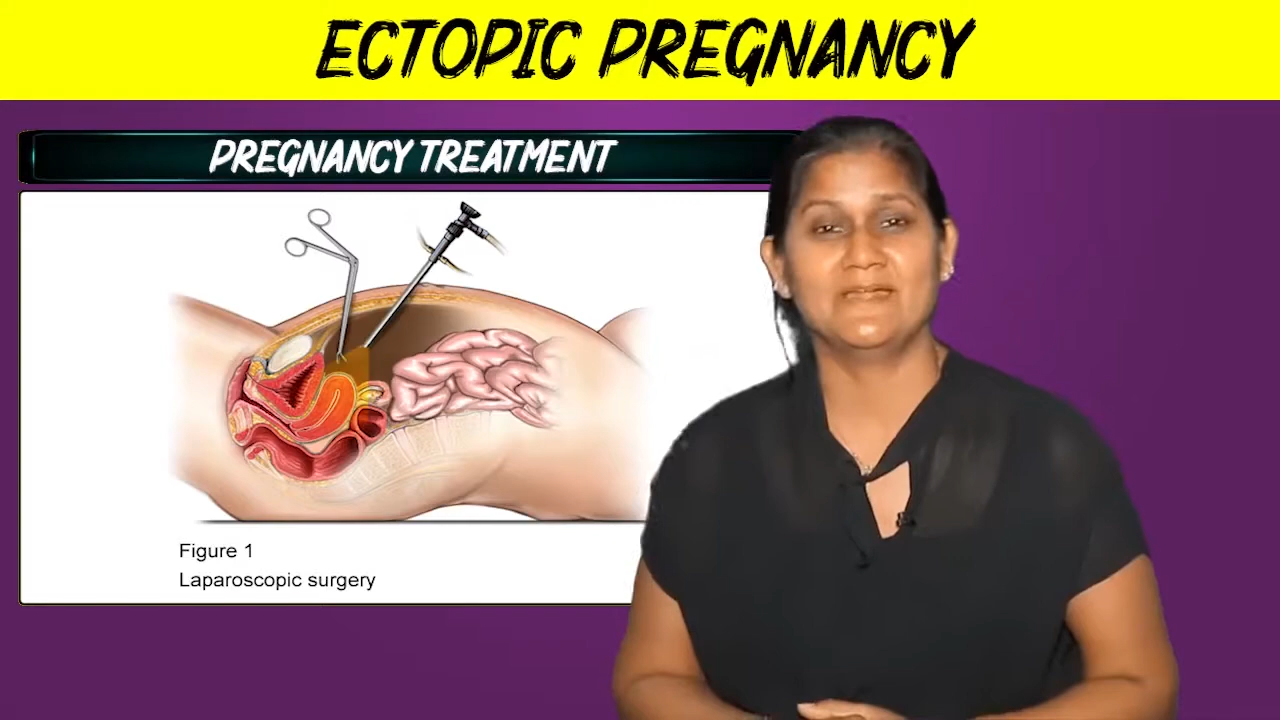 ECTOPIC PREGNANCY
PREGNANCY TREATMENT
Figure 1
Laparoscopic surgery